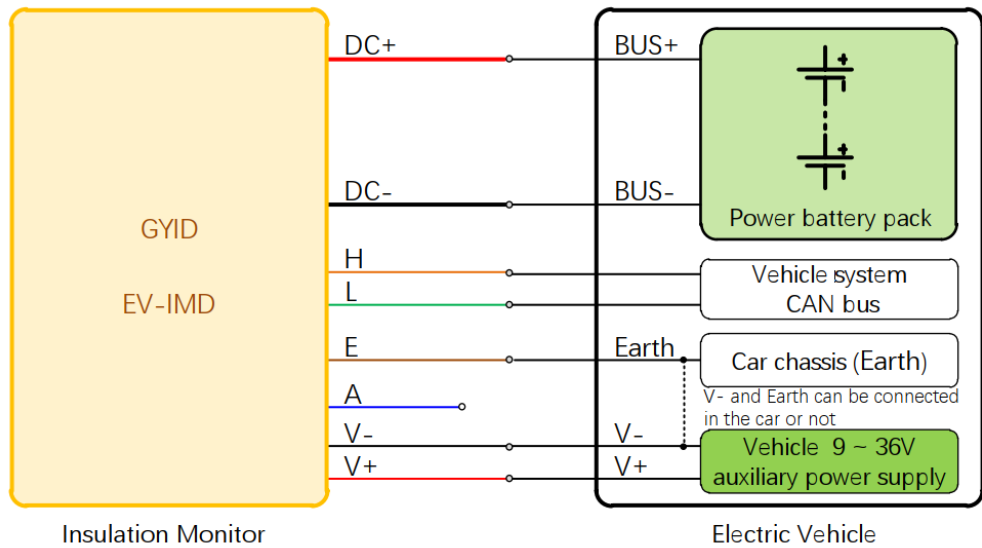 DC+
BUS+
DC-
BUS-
Power battery pack
GYID
EV-IMD
H
L
Vehicle system
CAN bus
E
Earth
Car chassis (Earth)
A
V- and Earth can be connected
in the car or not
V-
V-
V+
V+
Vehicle 9 ~ 36V
auxiliary power supply
Insulation Monitor
Electric Vehicle